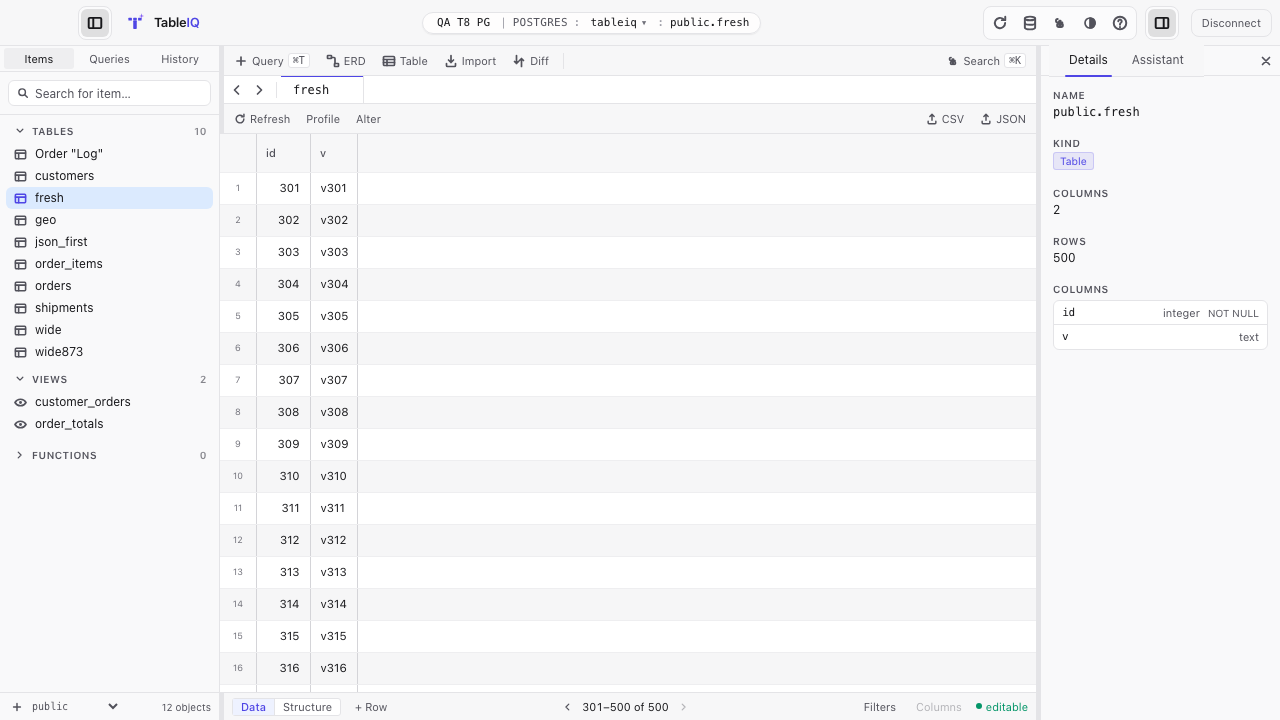 TableIQ
QA T8 PG | POSTGRES : tableiq ▾ : public.fresh
Disconnect
Items Queries History
Search for item...
TABLES 10
Order "Log"
customers
fresh
geo
json_first
order_items
orders
shipments
wide
wide873
VIEWS 2
customer_orders
order_totals
FUNCTIONS 0
+ public 12 objects
+ Query ⌘T ERD Table Import Diff Search ⌘K
fresh
Refresh Profile Alter CSV JSON
id v
1 301 v301
2 302 v302
3 303 v303
4 304 v304
5 305 v305
6 306 v306
7 307 v307
8 308 v308
9 309 v309
10 310 v310
11 311 v311
12 312 v312
13 313 v313
14 314 v314
15 315 v315
16 316 v316
Data Structure + Row 301–500 of 500 Filters Columns editable
Details Assistant
NAME
public.fresh
KIND
Table
COLUMNS
2
ROWS
500
COLUMNS
id integer NOT NULL
v text